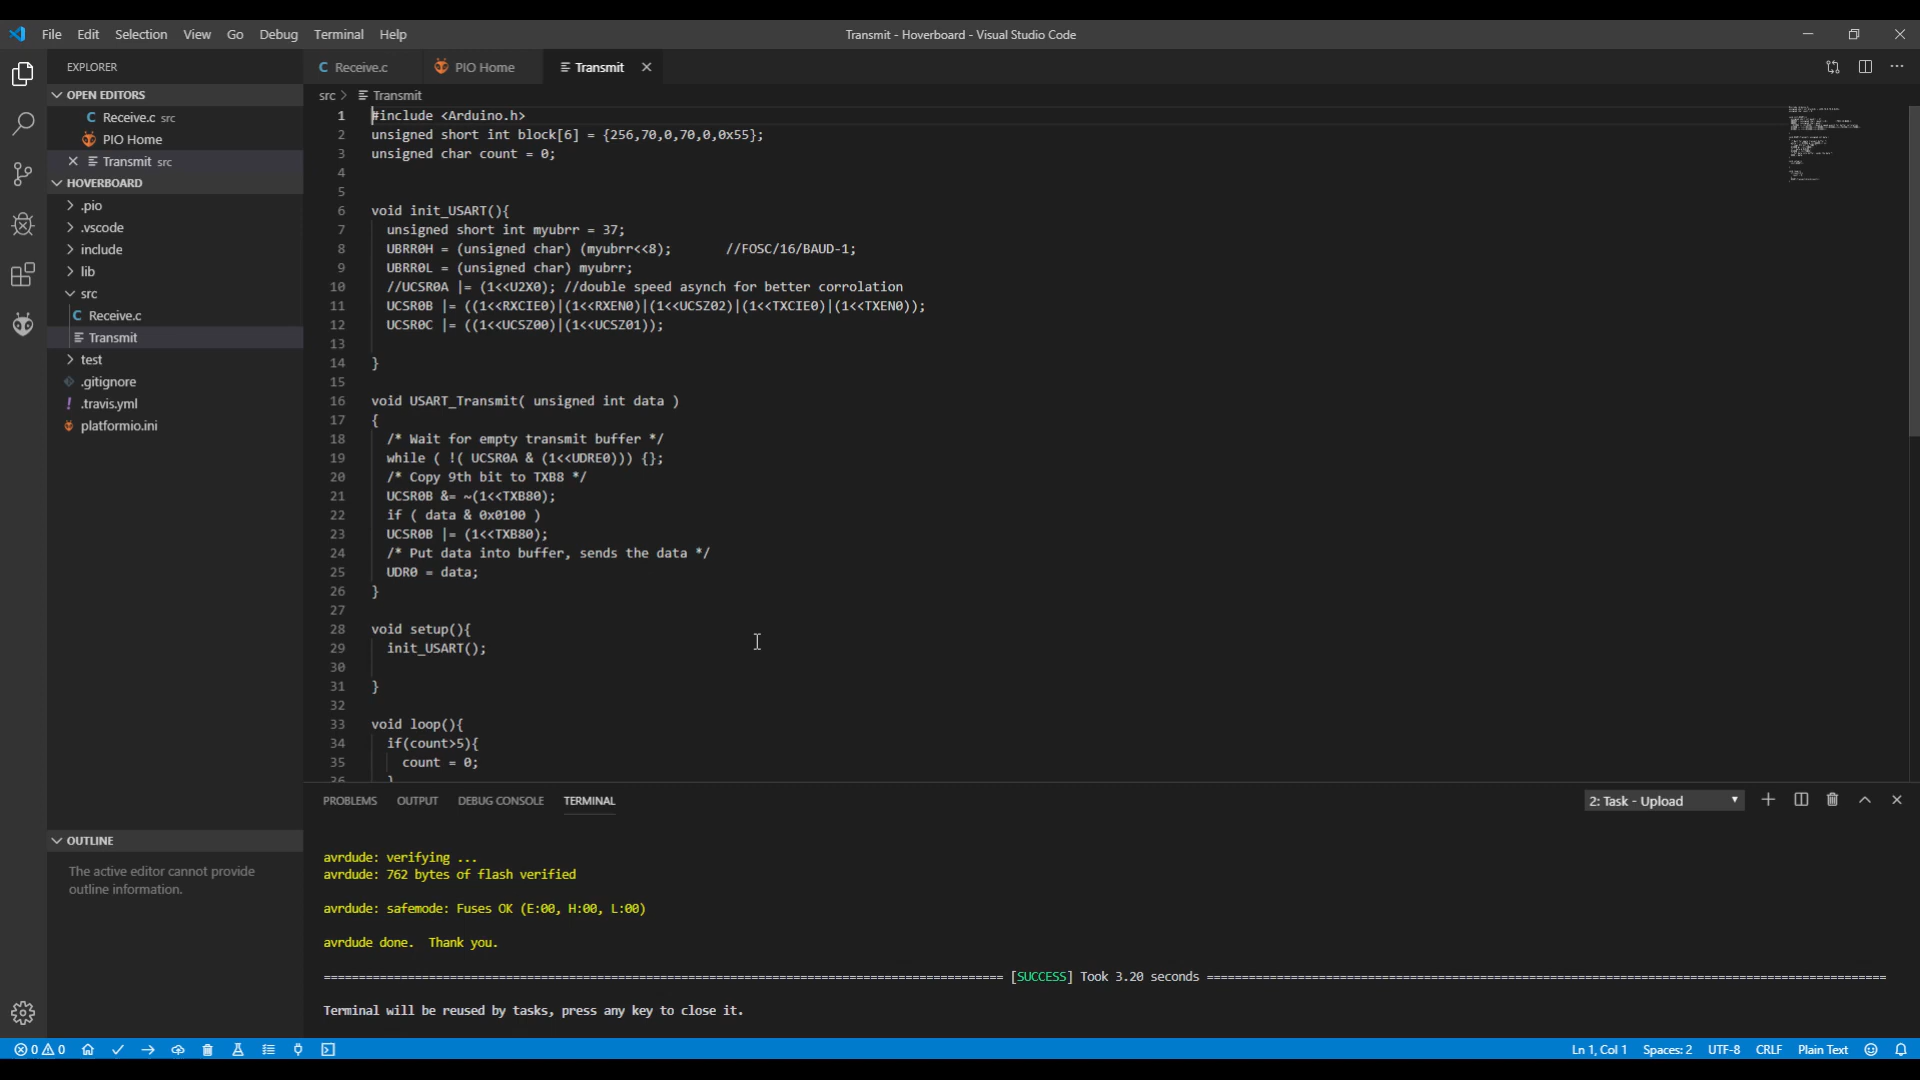 File Edit Selection View Go Debug Terminal Help
Transmit - Hoverboard - Visual Studio Code
EXPLORER
OPEN EDITORS
Receive.c src
PIO Home
Transmit src
HOVERBOARD
.pio
.vscode
include
lib
src
Receive.c
Transmit
test
.gitignore
.travis.yml
platformio.ini
OUTLINE
The active editor cannot provide
outline information.
Receive.c PIO Home Transmit
src > Transmit
1 #include <Arduino.h>
2 unsigned short int block[6] = {256,70,0,70,0,0x55};
3 unsigned char count = 0;
4
5
6 void init_USART(){
7 unsigned short int myubrr = 37;
8 UBRR0H = (unsigned char) (myubrr<<8); //FOSC/16/BAUD-1;
9 UBRR0L = (unsigned char) myubrr;
10 //UCSR0A |= (1<<U2X0); //double speed asynch for better corrolation
11 UCSR0B |= ((1<<RXCIE0)|(1<<RXEN0)|(1<<UCSZ02)|(1<<TXCIE0)|(1<<TXEN0));
12 UCSR0C |= ((1<<UCSZ00)|(1<<UCSZ01));
13
14 }
15
16 void USART_Transmit( unsigned int data )
17 {
18 /* Wait for empty transmit buffer */
19 while ( !( UCSR0A & (1<<UDRE0))) {};
20 /* Copy 9th bit to TXB8 */
21 UCSR0B &= ~(1<<TXB80);
22 if ( data & 0x0100 )
23 UCSR0B |= (1<<TXB80);
24 /* Put data into buffer, sends the data */
25 UDR0 = data;
26 }
27
28 void setup(){
29 init_USART();
30
31 }
32
33 void loop(){
34 if(count>5){
35 count = 0;
36 }
PROBLEMS OUTPUT DEBUG CONSOLE TERMINAL
2: Task - Upload
avrdude: verifying ...
avrdude: 762 bytes of flash verified
avrdude: safemode: Fuses OK (E:00, H:00, L:00)
avrdude done. Thank you.
[SUCCESS] Took 3.20 seconds
Terminal will be reused by tasks, press any key to close it.
0 0
Ln 1, Col 1 Spaces: 2 UTF-8 CRLF Plain Text